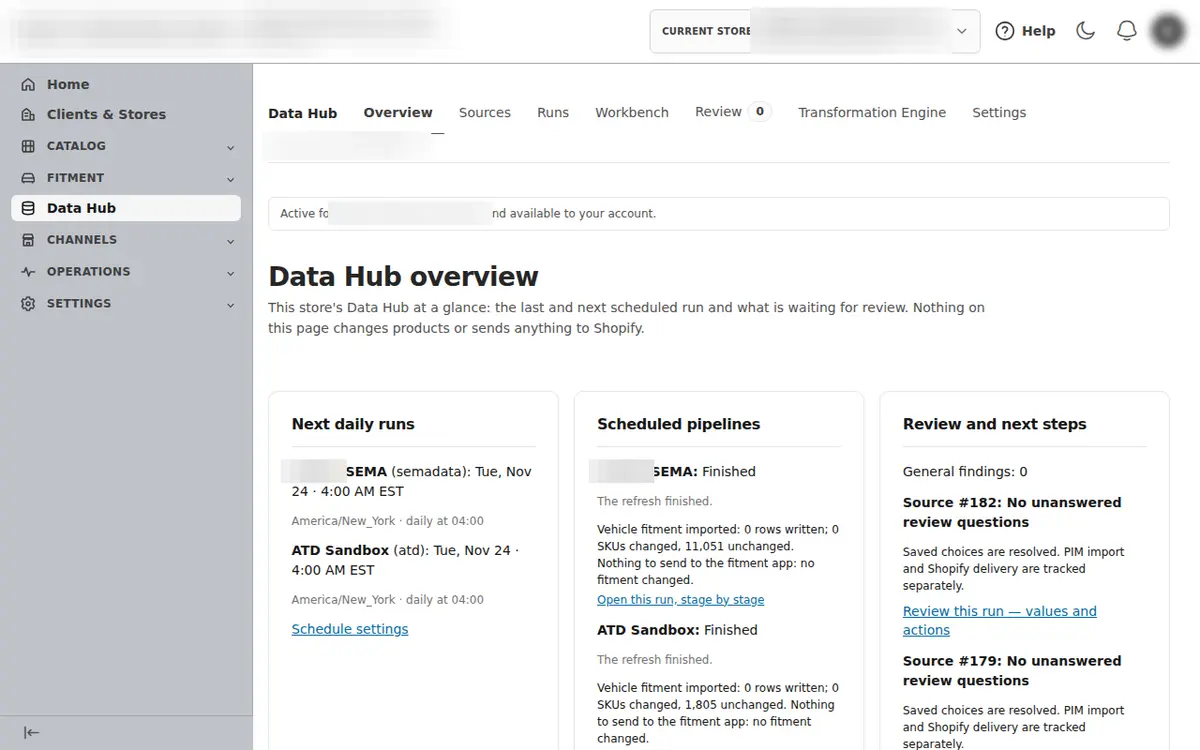 CURRENT STORE
Help
Home
Clients & Stores
CATALOG
FITMENT
Data Hub
CHANNELS
OPERATIONS
SETTINGS
Data Hub Overview Sources Runs Workbench Review 0 Transformation Engine Settings
Active fo nd available to your account.
Data Hub overview
This store's Data Hub at a glance: the last and next scheduled run and what is waiting for review. Nothing on
this page changes products or sends anything to Shopify.
Next daily runs
SEMA (semadata): Tue, Nov
24 · 4:00 AM EST
America/New_York · daily at 04:00
ATD Sandbox (atd): Tue, Nov 24 ·
4:00 AM EST
America/New_York · daily at 04:00
Schedule settings
Scheduled pipelines
SEMA: Finished
The refresh finished.
Vehicle fitment imported: 0 rows written; 0
SKUs changed, 11,051 unchanged.
Nothing to send to the fitment app: no
fitment changed.
Open this run, stage by stage
ATD Sandbox: Finished
The refresh finished.
Vehicle fitment imported: 0 rows written; 0
SKUs changed, 1,805 unchanged. Nothing
to send to the fitment app: no fitment
changed.
Review and next steps
General findings: 0
Source #182: No unanswered
review questions
Saved choices are resolved. PIM import
and Shopify delivery are tracked
separately.
Review this run — values and
actions
Source #179: No unanswered
review questions
Saved choices are resolved. PIM import
and Shopify delivery are tracked
separately.